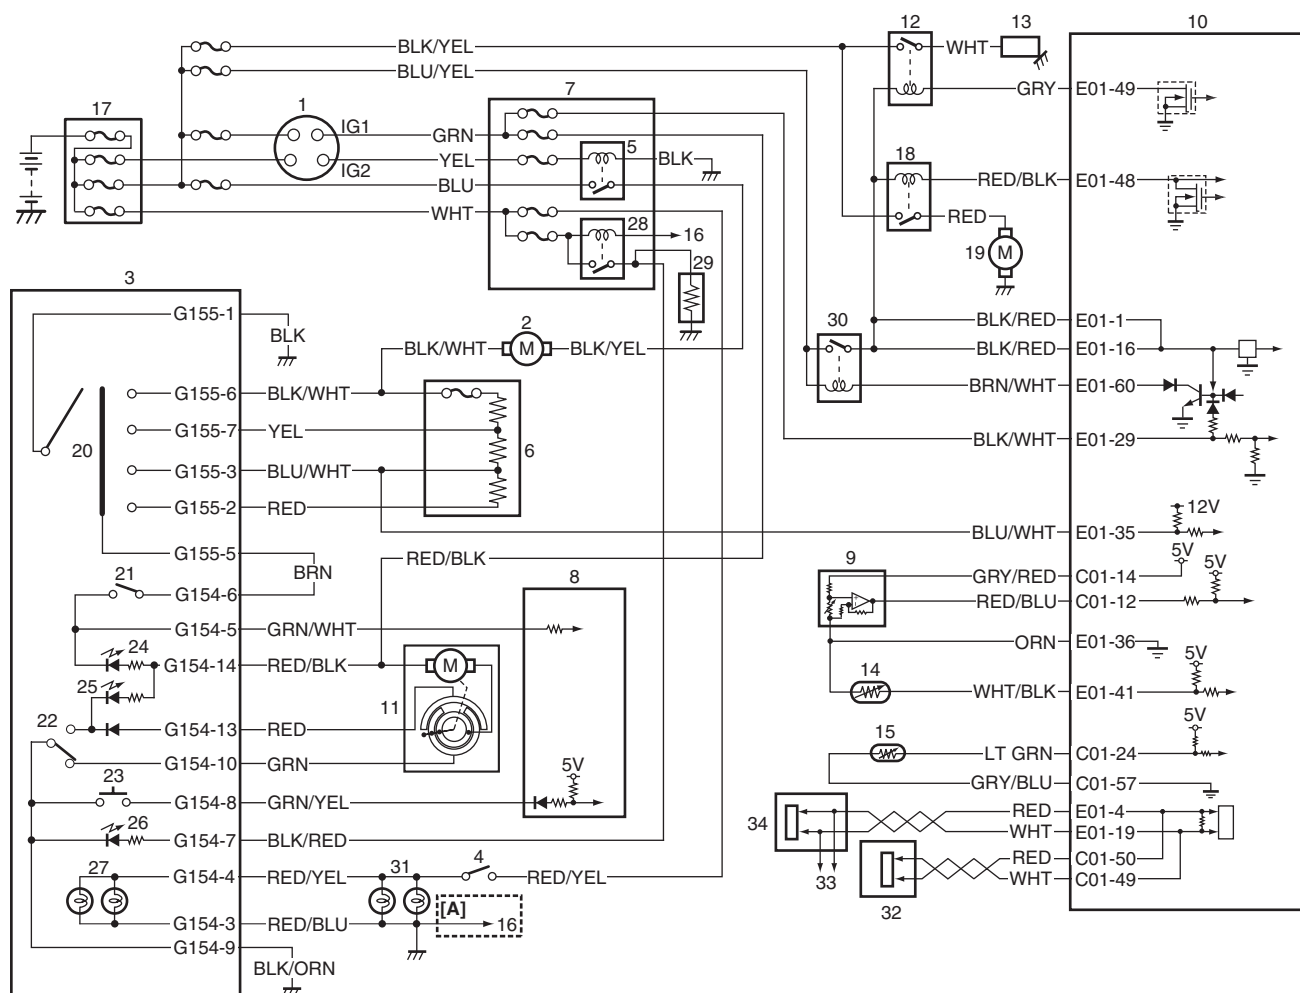 12
13
10
BLK/YEL
WHT
BLU/YEL
7
GRY
E01-49
17
1
IG1
GRN
IG2
YEL
5
BLK
18
BLU
RED/BLK
E01-48
WHT
RED
28
16
19
M
29
3
G155-1
BLK
2
30
BLK/RED
E01-1
BLK/WHT
M
BLK/YEL
BLK/RED
E01-16
G155-6
BLK/WHT
BRN/WHT
E01-60
G155-7
YEL
20
6
BLK/WHT
E01-29
G155-3
BLU/WHT
G155-2
RED
12V
BLU/WHT
E01-35
G155-5
RED/BLK
9
5V
5V
BRN
21
8
GRY/RED
C01-14
G154-6
RED/BLU
C01-12
G154-5
GRN/WHT
ORN
E01-36
24
G154-14
RED/BLK
M
14
5V
25
WHT/BLK
E01-41
11
22
G154-13
RED
15
5V
G154-10
GRN
LT GRN
C01-24
23
5V
GRY/BLU
C01-57
G154-8
GRN/YEL
RED
E01-4
26
34
G154-7
BLK/RED
WHT
E01-19
4
RED
C01-50
27
G154-4
RED/YEL
31
RED/YEL
33
WHT
C01-49
[A]
32
G154-3
RED/BLU
16
G154-9
BLK/ORN